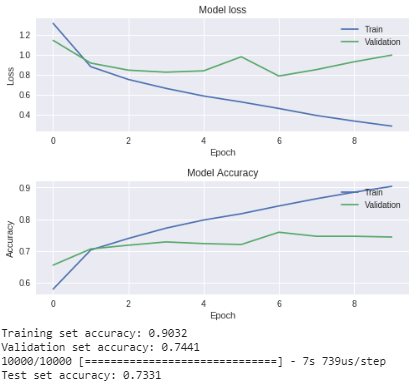 Model loss
Train
Validation
1.2
1.0
0.8
0.6
0.4
Loss
0 2 4 6 8
Epoch
Model Accuracy
Train
Validation
0.9
0.8
0.7
0.6
Accuracy
0 2 4 6 8
Epoch
Training set accuracy: 0.9032
Validation set accuracy: 0.7441
10000/10000 [==============================] - 7s 739us/step
Test set accuracy: 0.7331